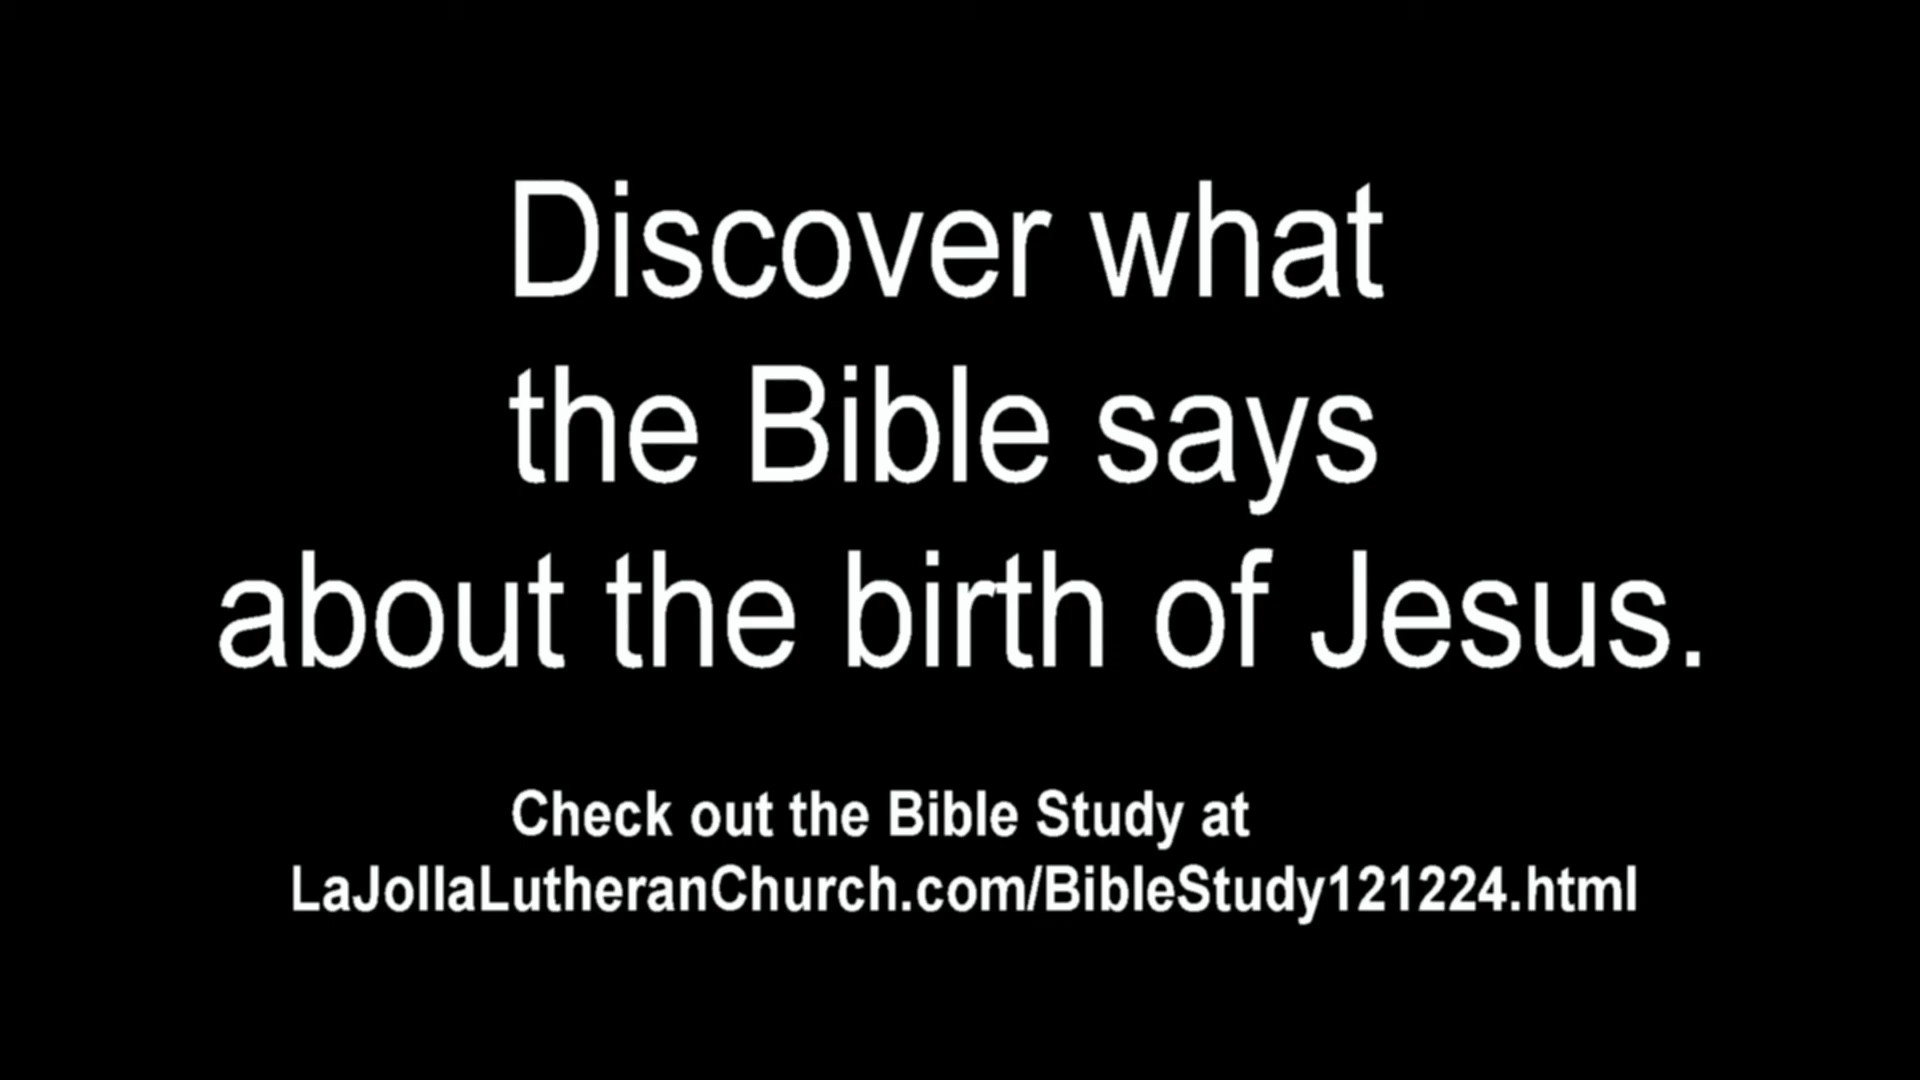 Discover what
the Bible says
about the birth of Jesus.
Check out the Bible Study at
LaJollaLutheranChurch.com/BibleStudy121224.html